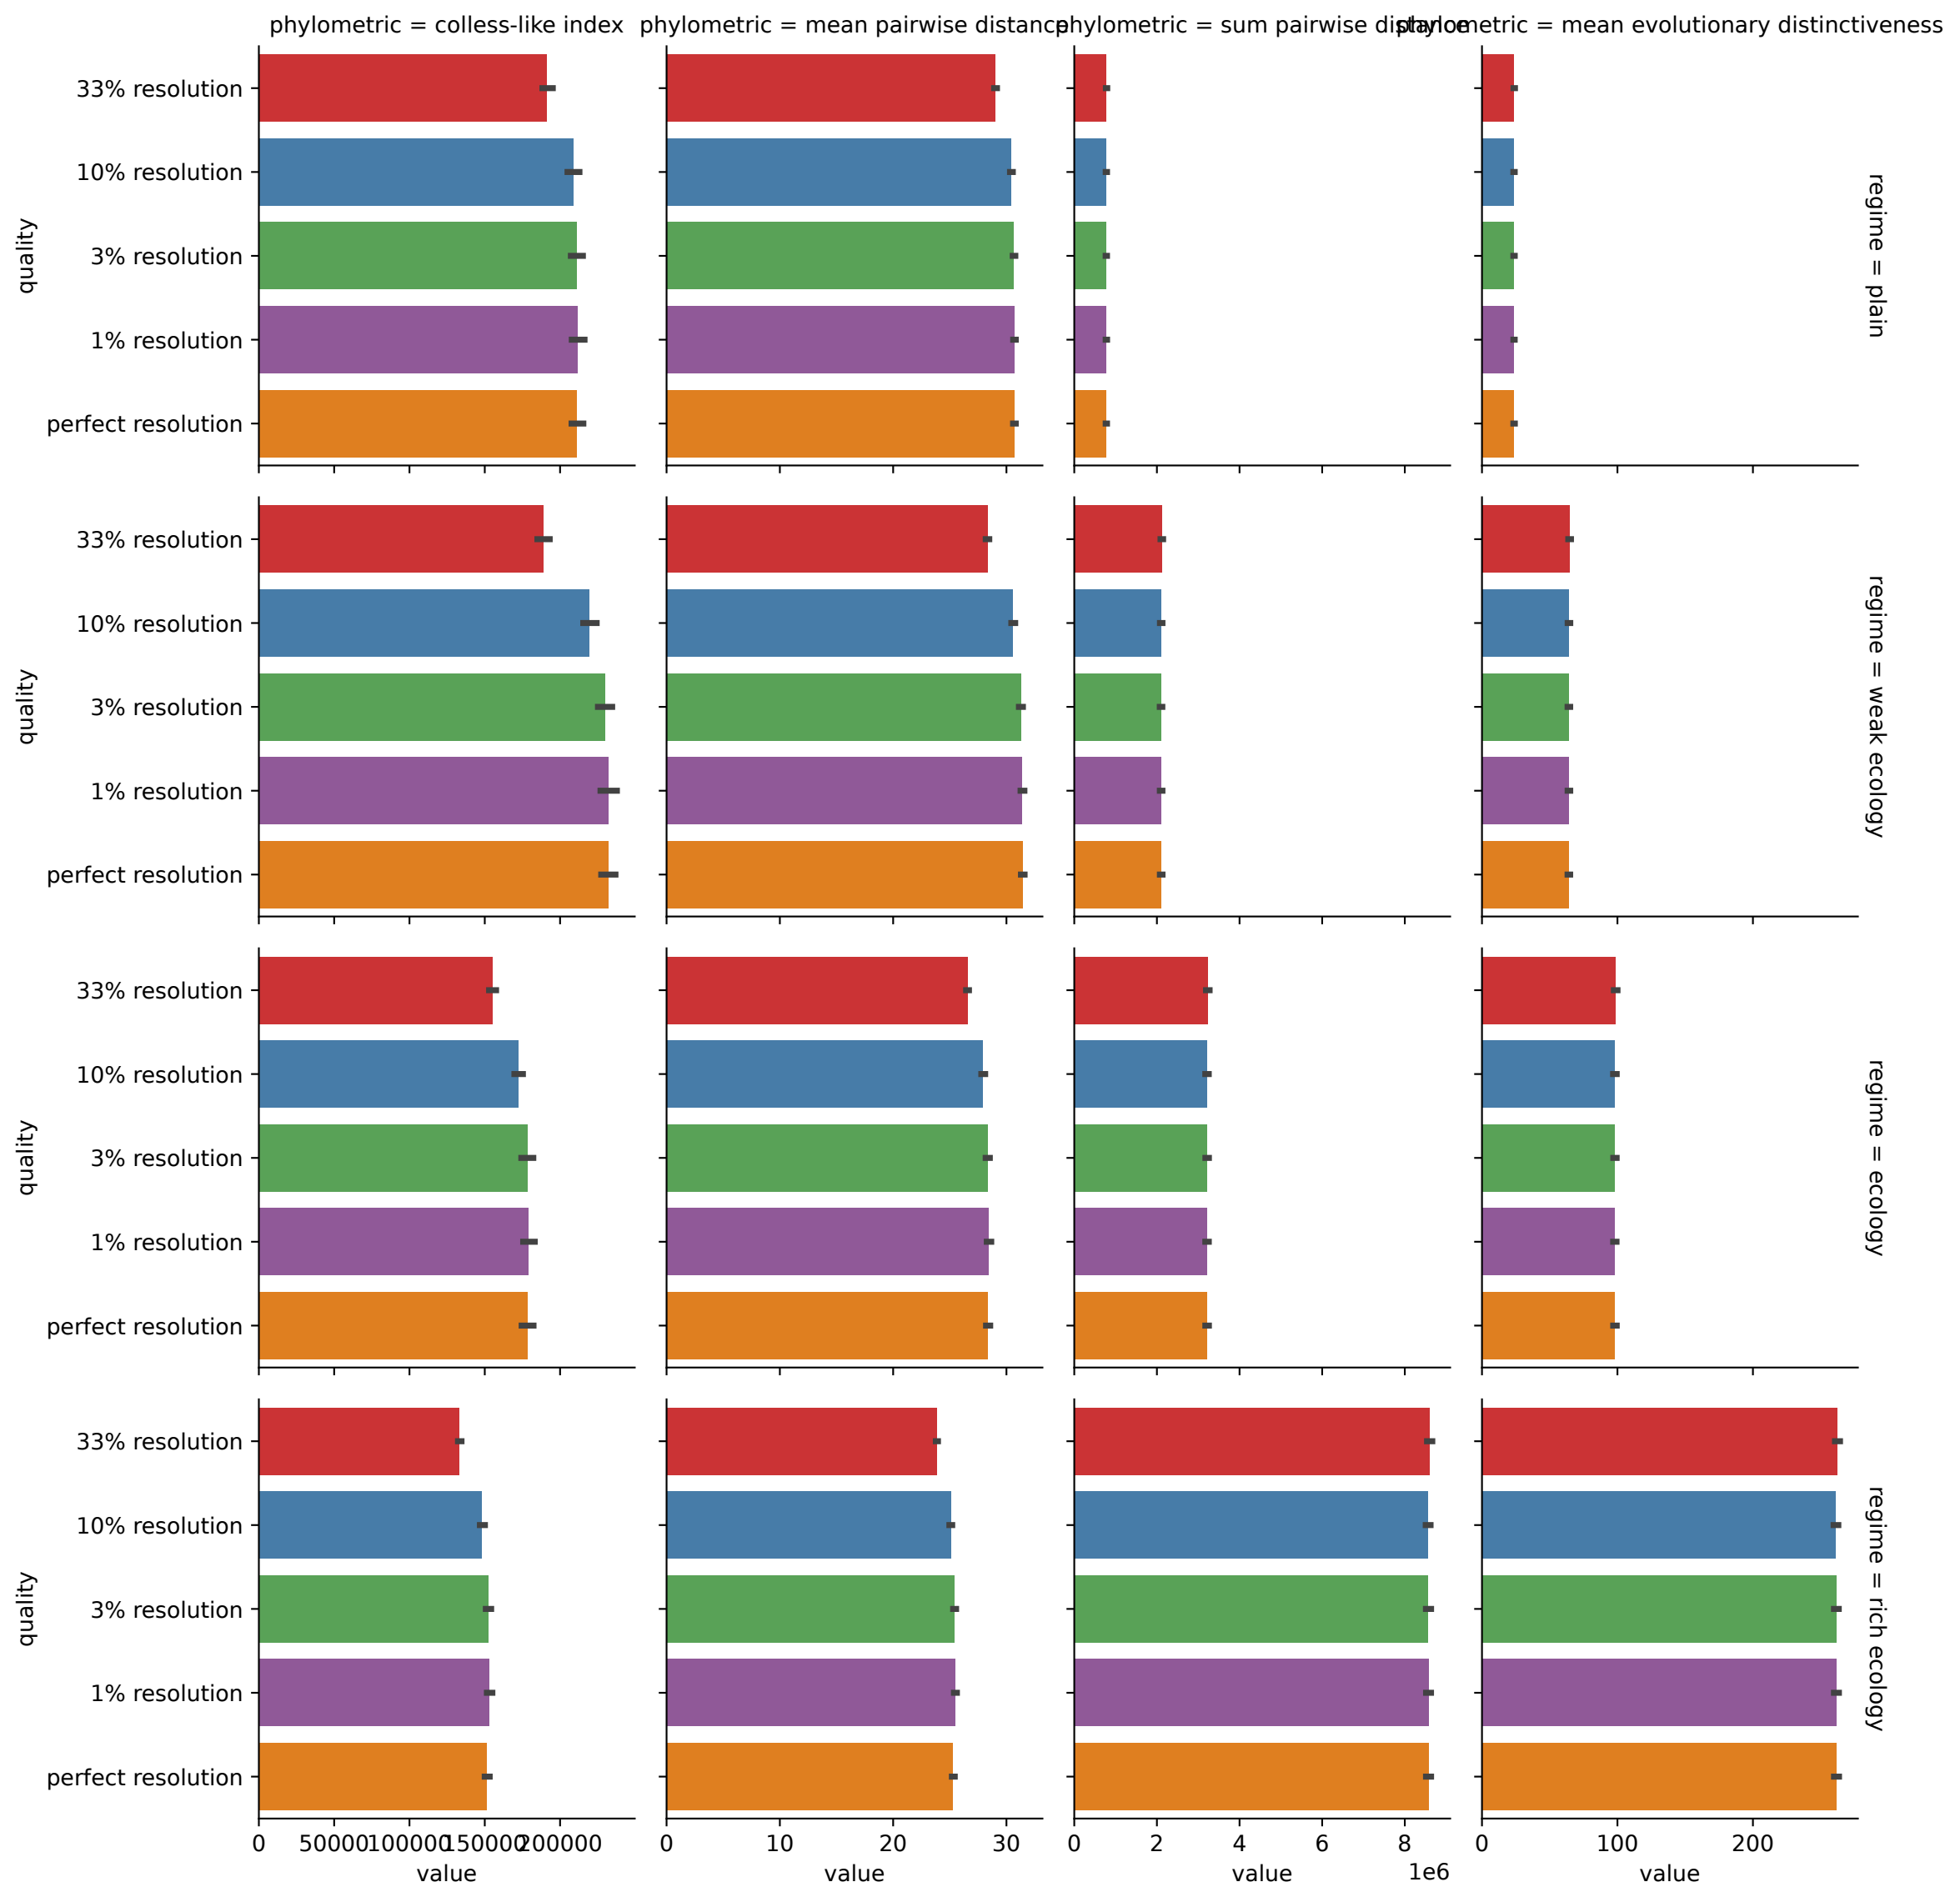 phylometric = colless-like index
phylometric = mean pairwise distance
phylometric = sum pairwise distance
phylometric = mean evolutionary distinctiveness
quality
33% resolution
10% resolution
3% resolution
1% resolution
perfect resolution
regime = plain
quality
33% resolution
10% resolution
3% resolution
1% resolution
perfect resolution
regime = weak ecology
quality
33% resolution
10% resolution
3% resolution
1% resolution
perfect resolution
regime = ecology
quality
33% resolution
10% resolution
3% resolution
1% resolution
perfect resolution
regime = rich ecology
0 50000 100000 150000 200000
value
0 10 20 30
value
0 2 4 6 8
1e6
value
0 100 200
value